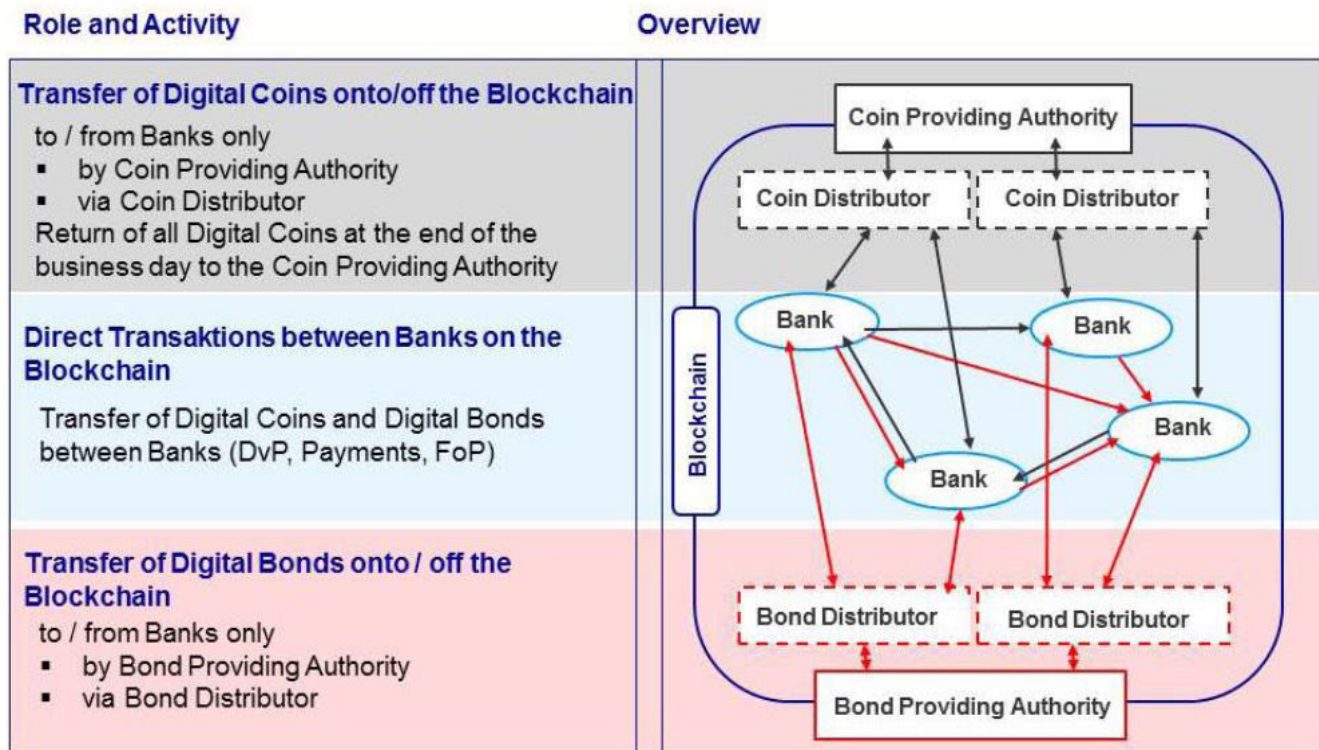 Role and Activity
Overview
Transfer of Digital Coins onto/off the Blockchain
to / from Banks only
▪ by Coin Providing Authority
▪ via Coin Distributor
Return of all Digital Coins at the end of the
business day to the Coin Providing Authority
Direct Transaktions between Banks on the
Blockchain
Transfer of Digital Coins and Digital Bonds
between Banks (DvP, Payments, FoP)
Transfer of Digital Bonds onto / off the
Blockchain
to / from Banks only
▪ by Bond Providing Authority
▪ via Bond Distributor
Coin Providing Authority
Coin Distributor
Coin Distributor
Blockchain
Bank
Bank
Bank
Bank
Bond Distributor
Bond Distributor
Bond Providing Authority